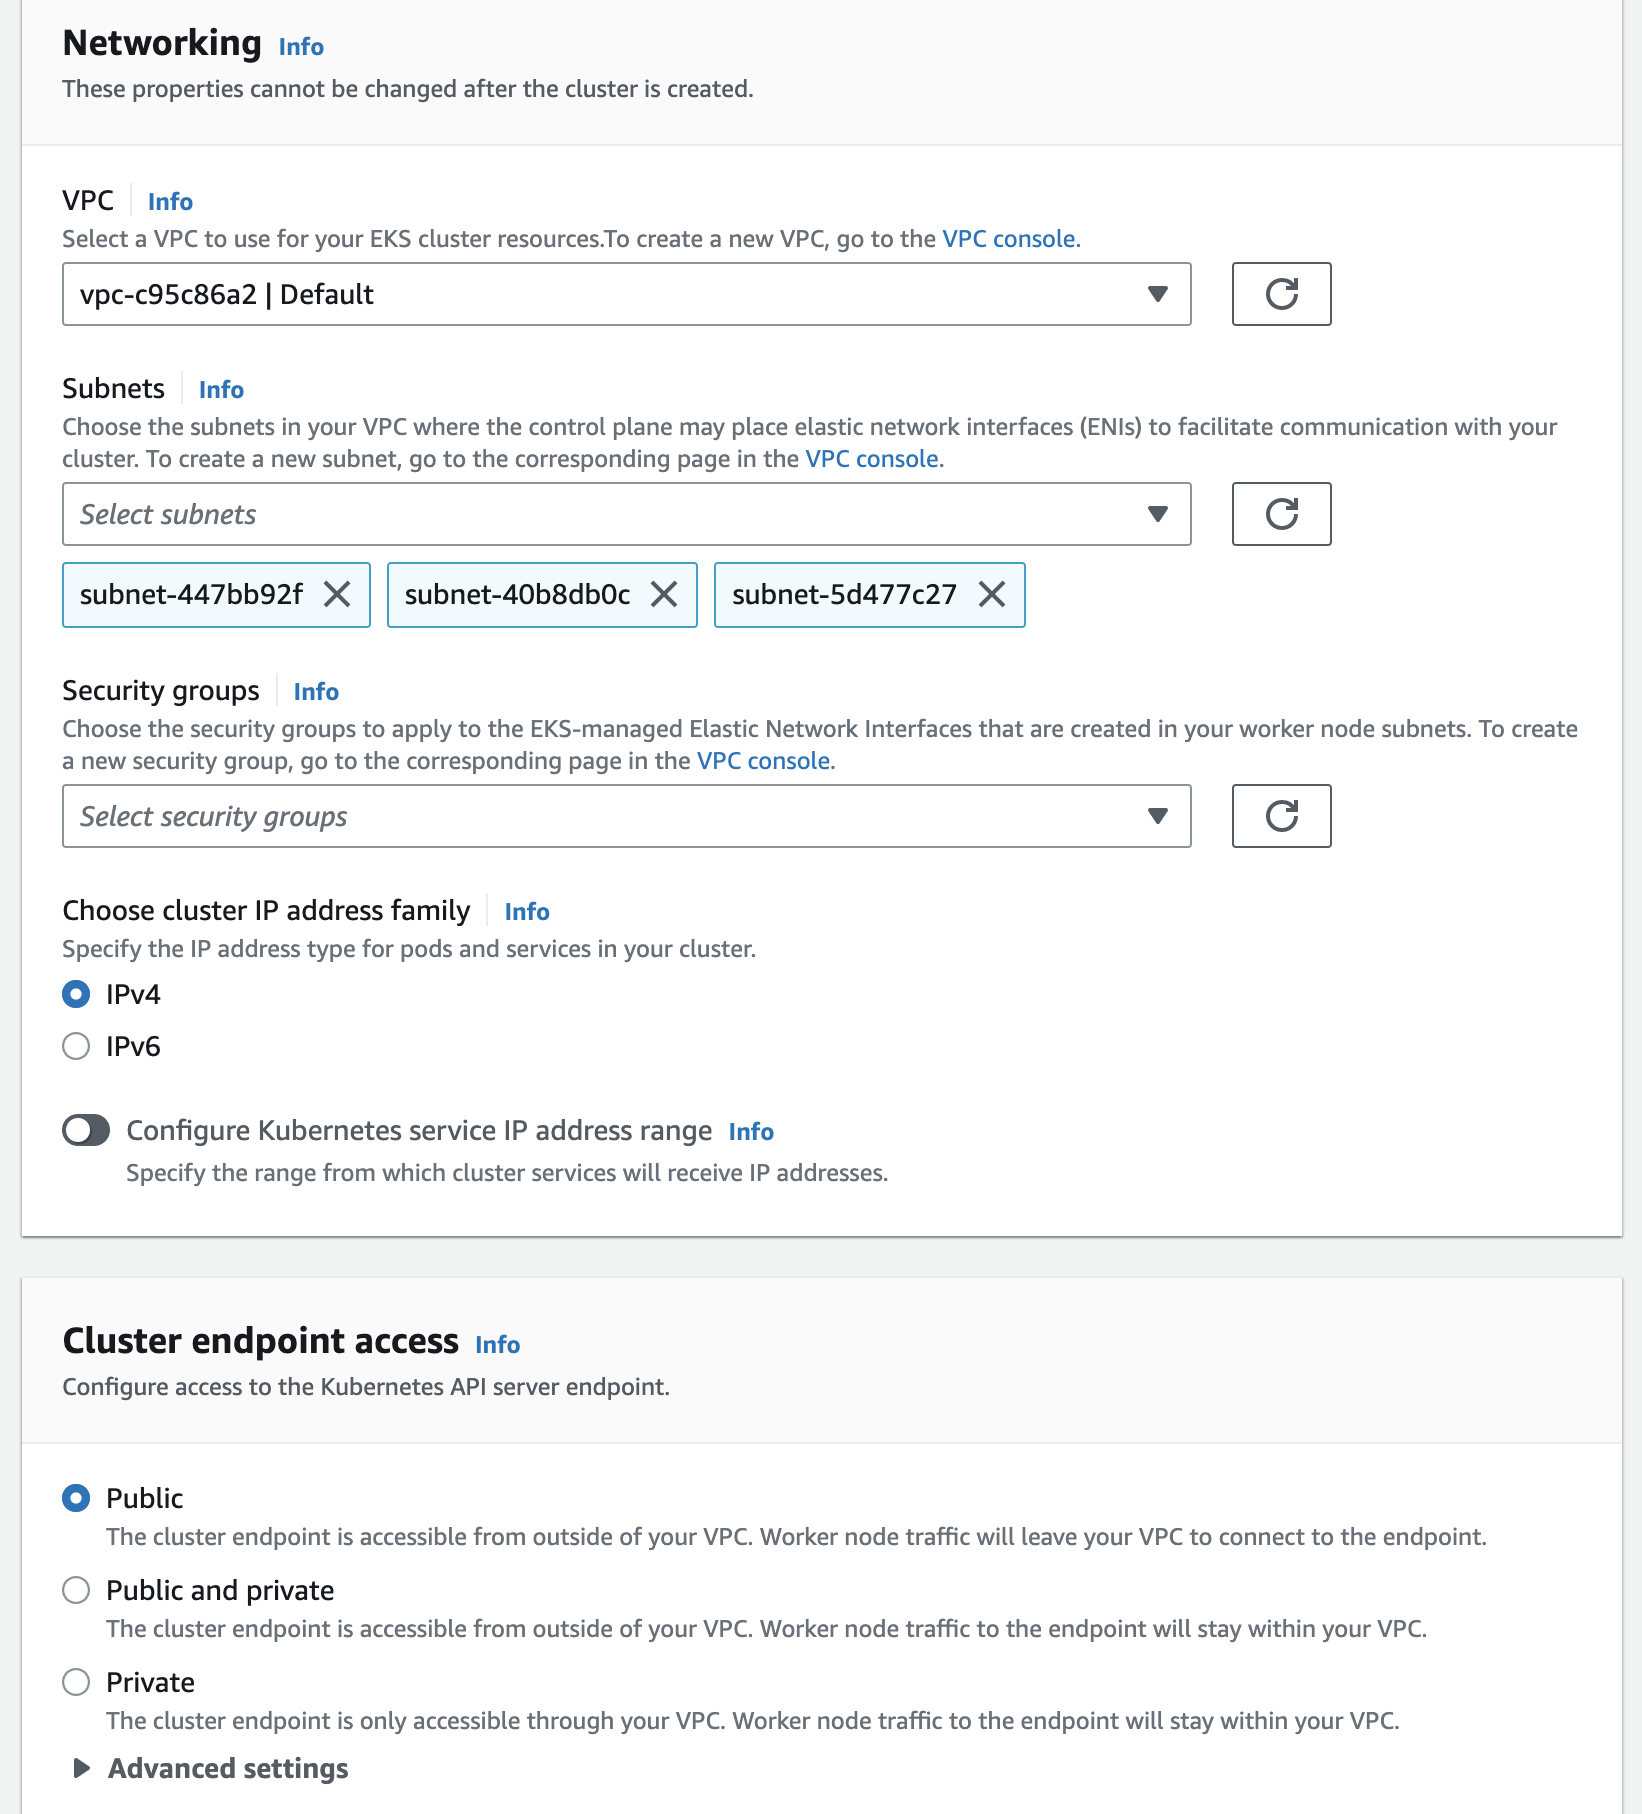 Networking Info
These properties cannot be changed after the cluster is created.
VPC Info
Select a VPC to use for your EKS cluster resources.To create a new VPC, go to the VPC console.
vpc-c95c86a2 | Default
Subnets Info
Choose the subnets in your VPC where the control plane may place elastic network interfaces (ENIs) to facilitate communication with your
cluster. To create a new subnet, go to the corresponding page in the VPC console.
Select subnets
subnet-447bb92f subnet-40b8db0c subnet-5d477c27
Security groups Info
Choose the security groups to apply to the EKS-managed Elastic Network Interfaces that are created in your worker node subnets. To create
a new security group, go to the corresponding page in the VPC console.
Select security groups
Choose cluster IP address family Info
Specify the IP address type for pods and services in your cluster.
IPv4
IPv6
Configure Kubernetes service IP address range Info
Specify the range from which cluster services will receive IP addresses.
Cluster endpoint access Info
Configure access to the Kubernetes API server endpoint.
Public
The cluster endpoint is accessible from outside of your VPC. Worker node traffic will leave your VPC to connect to the endpoint.
Public and private
The cluster endpoint is accessible from outside of your VPC. Worker node traffic to the endpoint will stay within your VPC.
Private
The cluster endpoint is only accessible through your VPC. Worker node traffic to the endpoint will stay within your VPC.
Advanced settings